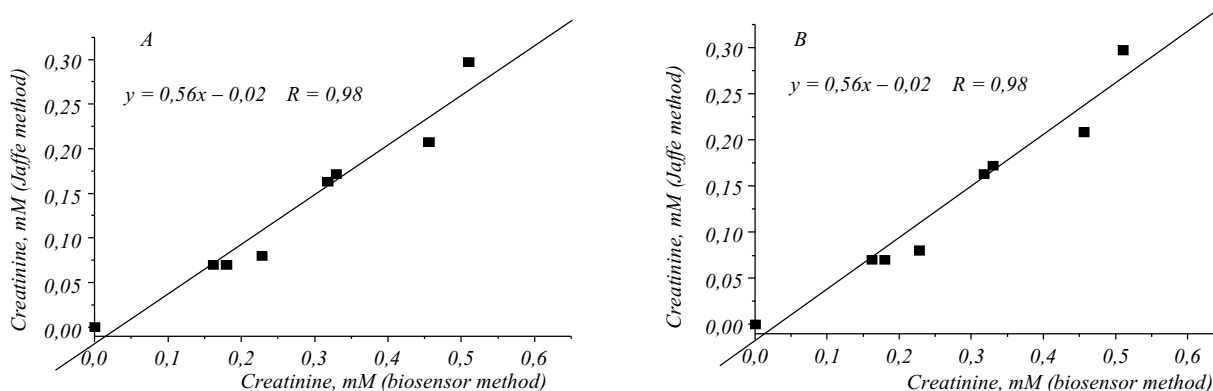 A
y = 0,56x – 0,02 R = 0,98
Creatinine, mM (Jaffe method)
0,30
0,25
0,20
0,15
0,10
0,05
0,00
0,0 0,1 0,2 0,3 0,4 0,5 0,6
Creatinine, mM (biosensor method)
B
y = 0,56x – 0,02 R = 0,98
Creatinine, mM (Jaffe method)
0,30
0,25
0,20
0,15
0,10
0,05
0,00
0,0 0,1 0,2 0,3 0,4 0,5 0,6
Creatinine, mM (biosensor method)